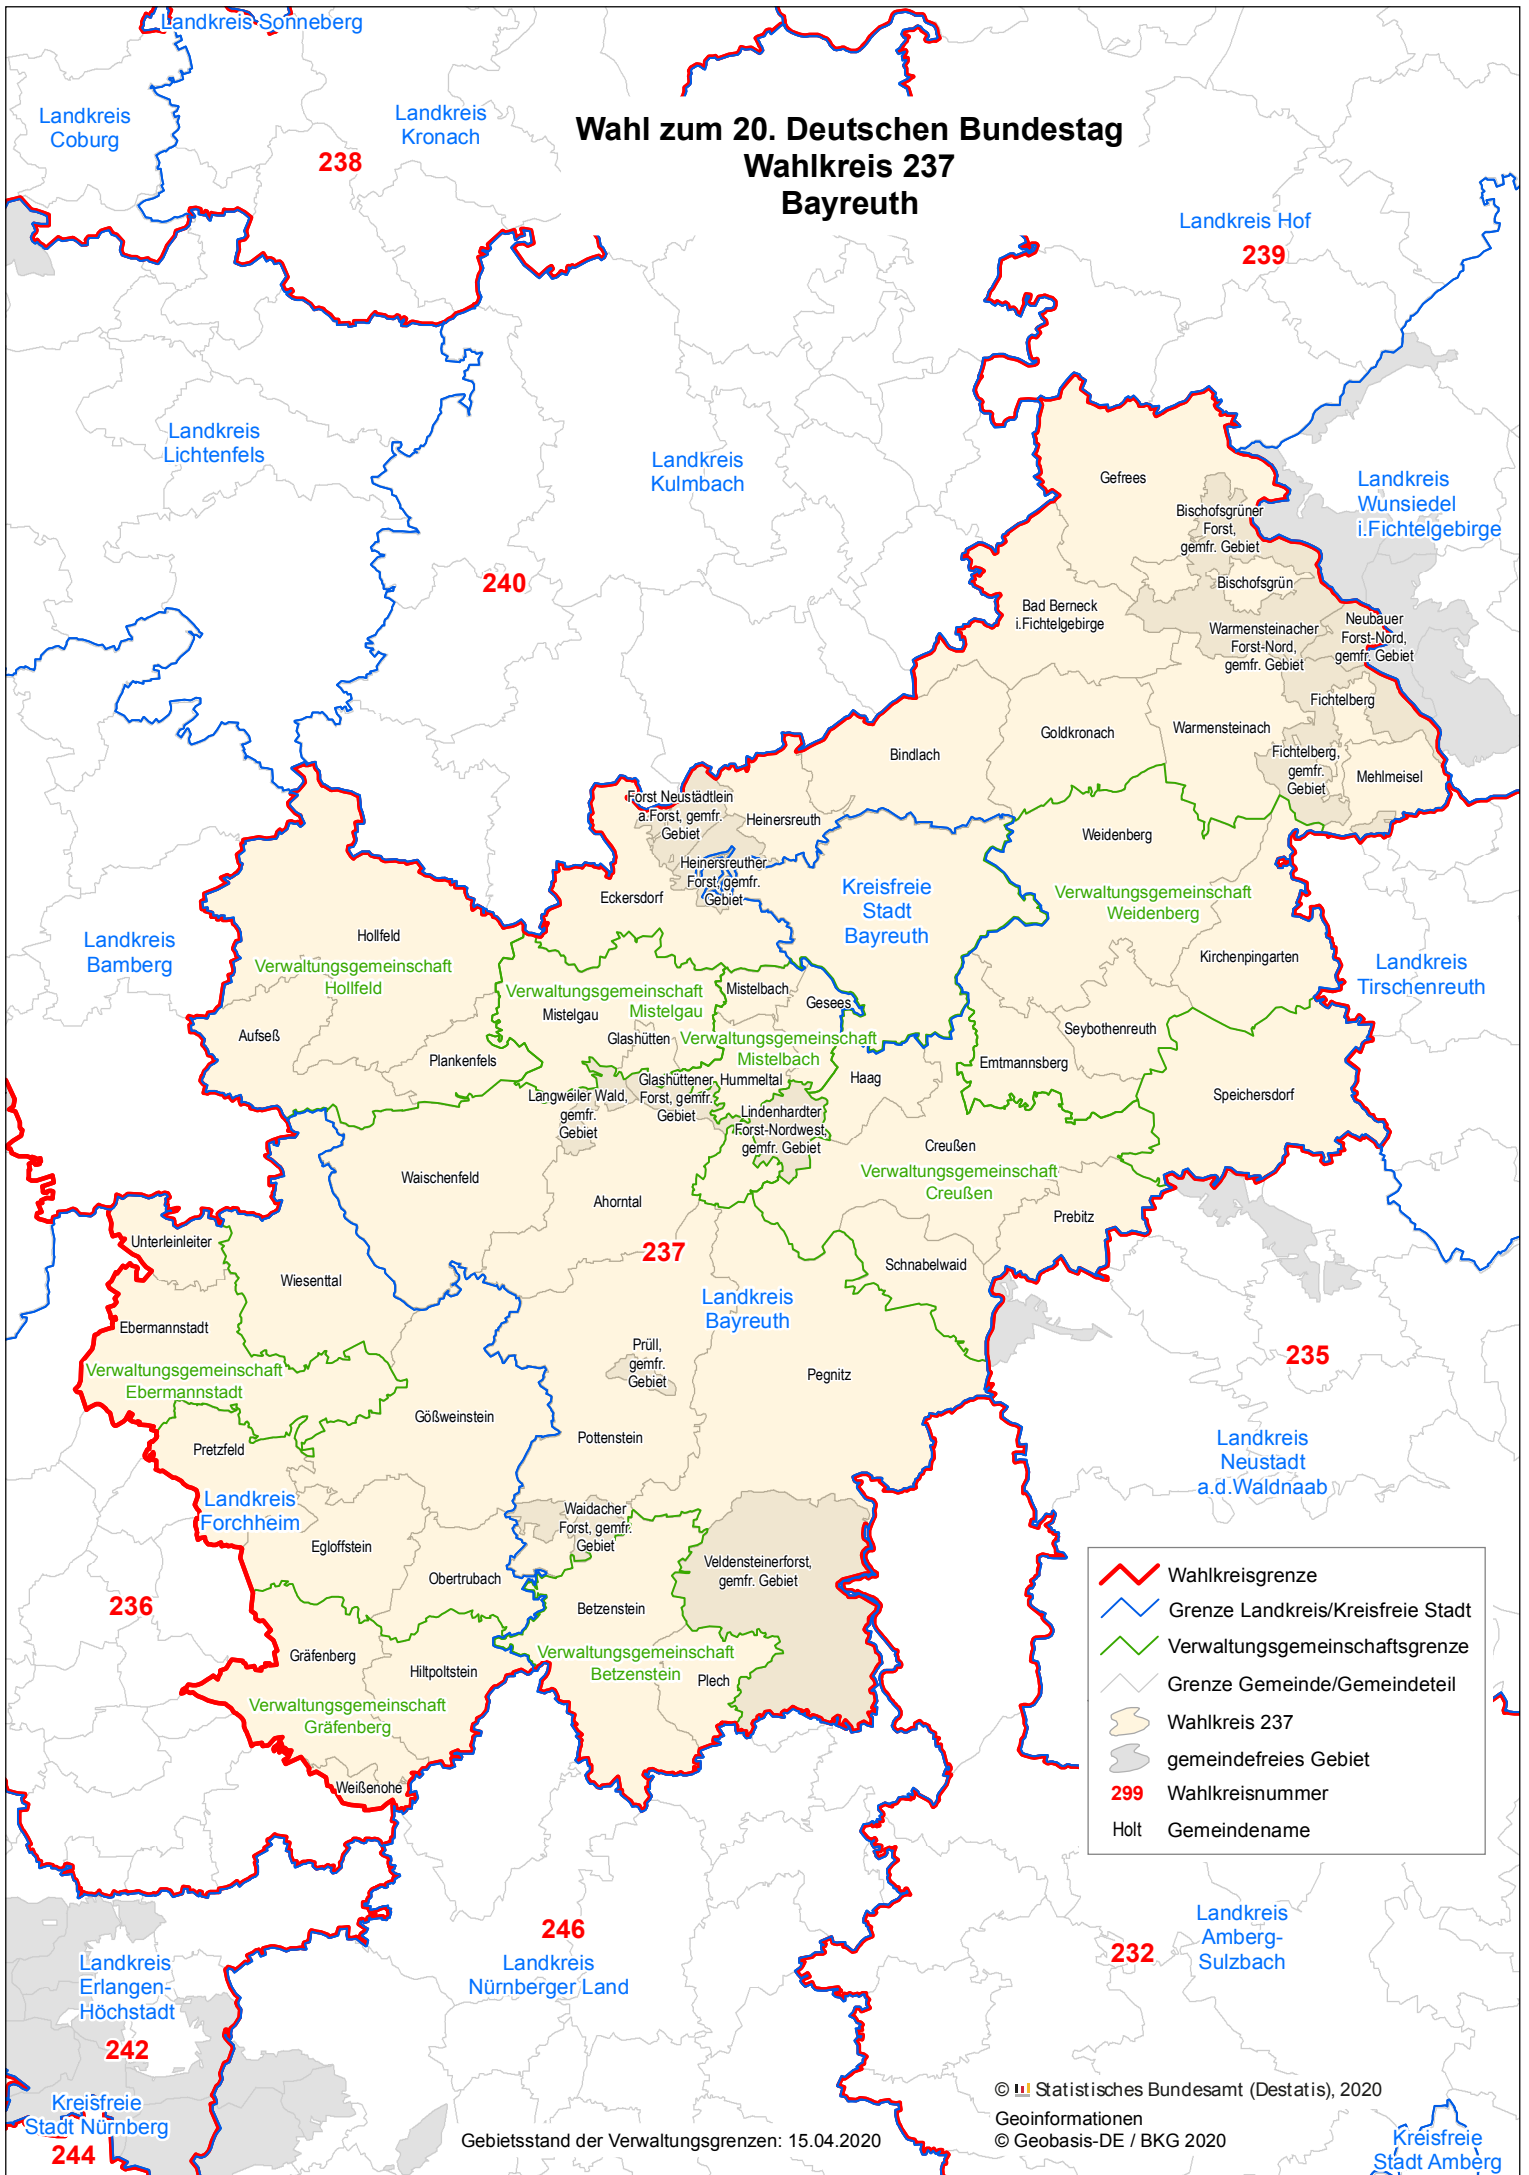 Landkreis Sonneberg
Landkreis
Coburg
Landkreis
Kronach
238
Wahl zum 20. Deutschen Bundestag
Wahlkreis 237
Bayreuth
Landkreis Hof
239
Landkreis
Lichtenfels
Landkreis
Kulmbach
240
Landkreis
Wunsiedel
i.Fichtelgebirge
Gefrees
Bischofsgrüner
Forst,
gemfr. Gebiet
Bischofsgrün
Bad Berneck
i.Fichtelgebirge
Warmensteinacher
Forst-Nord,
gemfr. Gebiet
Neubauer
Forst-Nord,
gemfr. Gebiet
Fichtelberg
Goldkronach
Warmensteinach
Bindlach
Fichtelberg,
gemfr.
Gebiet
Mehlmeisel
Forst Neustädtlein
a.Forst, gemfr.
Gebiet
Heinersreuth
Weidenberg
Heinersreuther
Forst, gemfr.
Gebiet
Eckersdorf
Kreisfreie
Stadt
Bayreuth
Verwaltungsgemeinschaft
Weidenberg
Landkreis
Bamberg
Hollfeld
Verwaltungsgemeinschaft
Hollfeld
Kirchenpingarten
Landkreis
Tirschenreuth
Verwaltungsgemeinschaft
Mistelgau
Mistelgau
Mistelbach
Gesees
Aufseß
Glashütten
Verwaltungsgemeinschaft
Mistelbach
Seybothenreuth
Plankenfels
Emtmannsberg
Haag
Speichersdorf
Langweiler Wald,
gemfr.
Gebiet
Glashüttener
Forst, gemfr.
Gebiet
Hummeltal
Lindenhardter
Forst-Nordwest,
gemfr. Gebiet
Creußen
Verwaltungsgemeinschaft
Creußen
Waischenfeld
Ahorntal
Prebitz
Unterleinleiter
237
Schnabelwaid
Wiesenttal
Landkreis
Bayreuth
Ebermannstadt
Verwaltungsgemeinschaft
Ebermannstadt
Prüll,
gemfr.
Gebiet
Pegnitz
235
Gößweinstein
Pottenstein
Pretzfeld
Landkreis
Neustadt
a.d.Waldnaab
Landkreis
Forchheim
Waidacher
Forst, gemfr.
Gebiet
Egloffstein
Obertrubach
Veldensteinerforst,
gemfr. Gebiet
236
Betzenstein
Verwaltungsgemeinschaft
Betzenstein
Gräfenberg
Hiltpoltstein
Plech
Verwaltungsgemeinschaft
Gräfenberg
Weißenohe
Wahlkreisgrenze
Grenze Landkreis/Kreisfreie Stadt
Verwaltungsgemeinschaftsgrenze
Grenze Gemeinde/Gemeindeteil
Wahlkreis 237
gemeindefreies Gebiet
299 Wahlkreisnummer
Holt Gemeindename
246
Landkreis
Nürnberger Land
232
Landkreis
Amberg-
Sulzbach
Landkreis
Erlangen-
Höchstadt
242
Kreisfreie
Stadt Nürnberg
244
Gebietsstand der Verwaltungsgrenzen: 15.04.2020
© Statistisches Bundesamt (Destatis), 2020
Geoinformationen
© Geobasis-DE / BKG 2020
Kreisfreie
Stadt Amberg